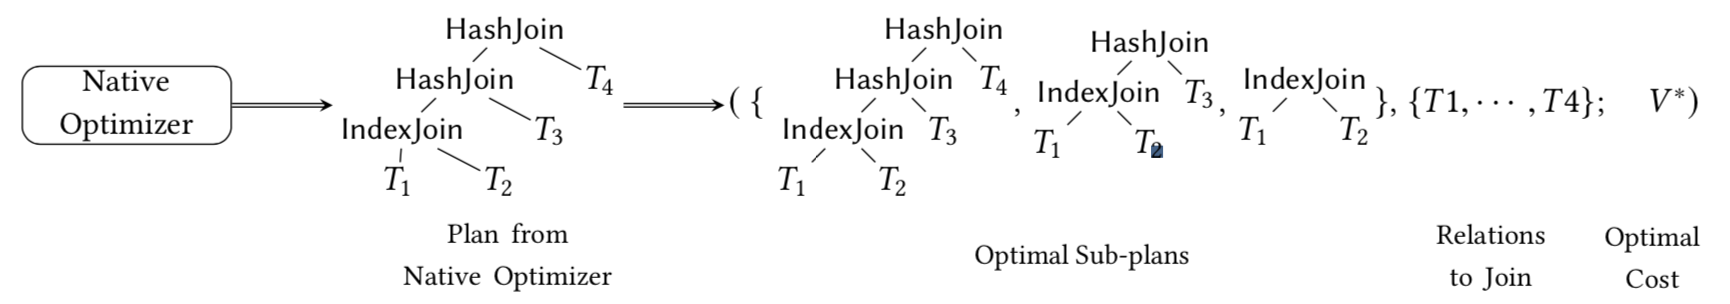 Native
Optimizer
HashJoin
HashJoin T4
IndexJoin T3
T1 T2
Plan from
Native Optimizer
( {
HashJoin
HashJoin T4
IndexJoin T3
T1 T2
,
HashJoin
IndexJoin T3
T1 T2
,
IndexJoin
T1 T2
}, {T1, ⋯ , T4}; V*)
Optimal Sub-plans
Relations
to Join
Optimal
Cost